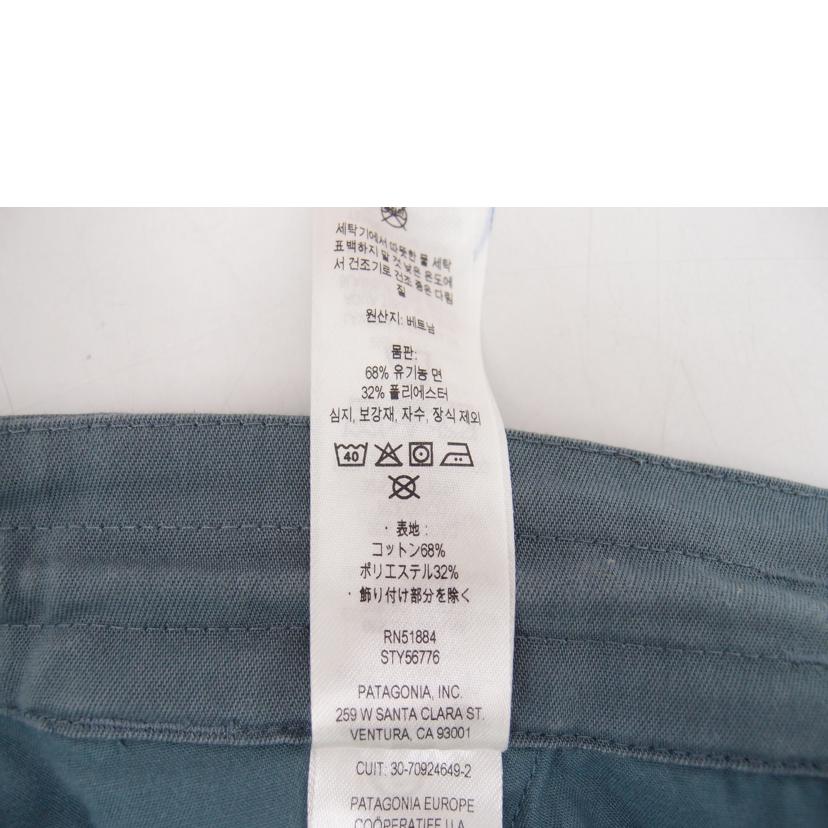 세탁기에서 따뜻한 물 세탁
표백하지 말 것 낮은 온도에
서 건조기로 건조 중온 다림
질
원산지: 베트남
몸판:
68% 유기농 면
32% 폴리에스터
심지, 보강재, 자수, 장식 제외
40
・表地 :
コットン68%
ポリエステル32%
・飾り付け部分を除く
RN51884
STY56776
PATAGONIA, INC.
259 W SANTA CLARA ST.
VENTURA, CA 93001
CUIT: 30-70924649-2
PATAGONIA EUROPE
COÖPERATIEF U.A.